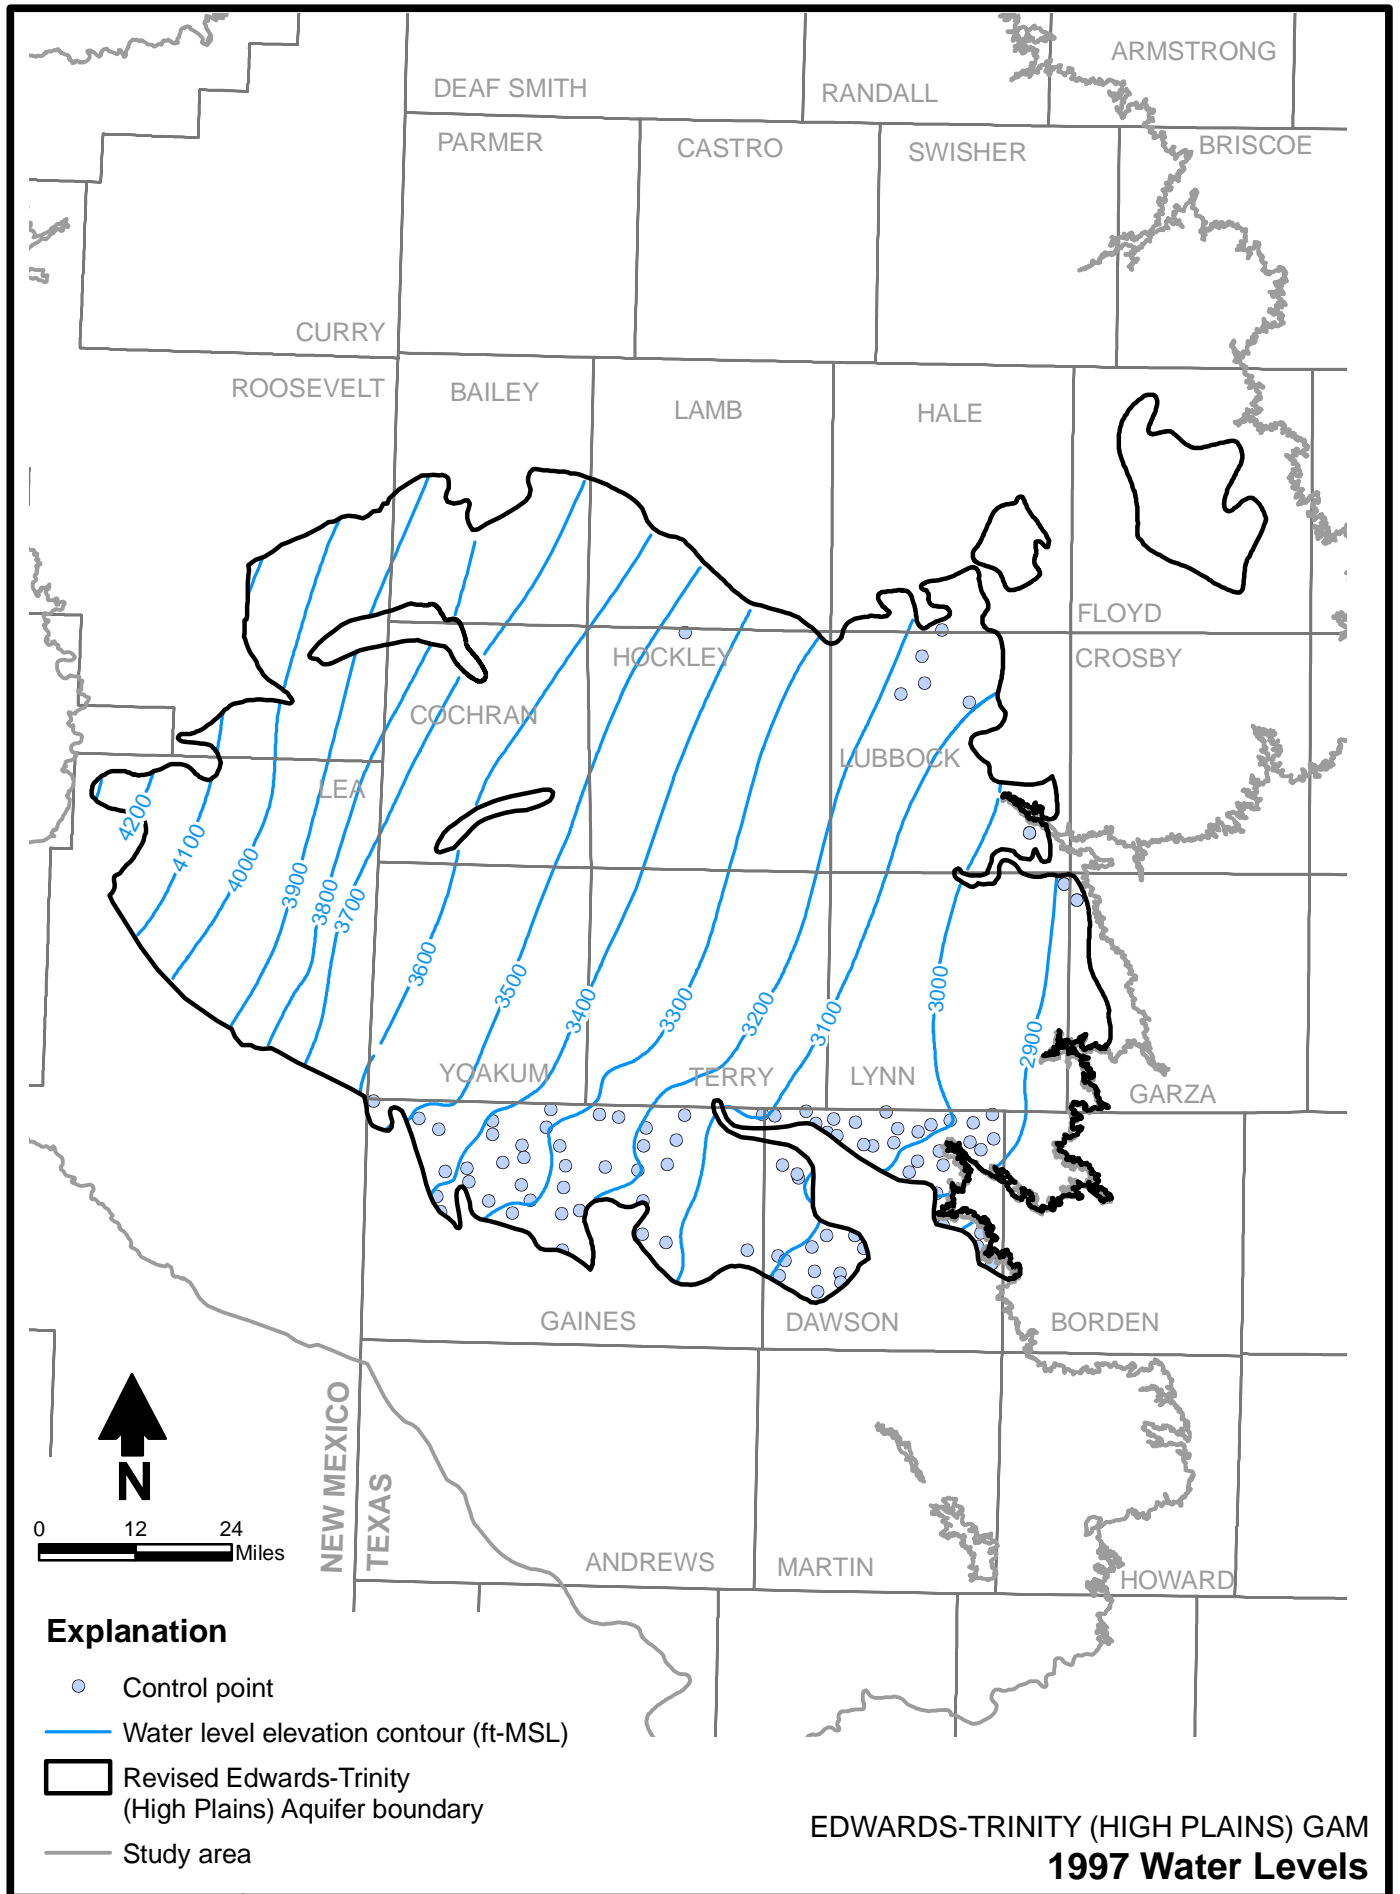 ARMSTRONG
DEAF SMITH
RANDALL
PARMER
CASTRO
SWISHER
BRISCOE
CURRY
ROOSEVELT
BAILEY
LAMB
HALE
FLOYD
HOCKLEY
CROSBY
COCHRAN
LUBBOCK
LEA
4200
4100
4000
3900
3800
3700
3600
3500
3400
3300
3200
3100
3000
2900
YOAKUM
TERRY
LYNN
GARZA
GAINES
DAWSON
BORDEN
NEW MEXICO
TEXAS
N
0 12 24
Miles
ANDREWS
MARTIN
HOWARD
Explanation
Control point
Water level elevation contour (ft-MSL)
Revised Edwards-Trinity
(High Plains) Aquifer boundary
Study area
EDWARDS-TRINITY (HIGH PLAINS) GAM
1997 Water Levels